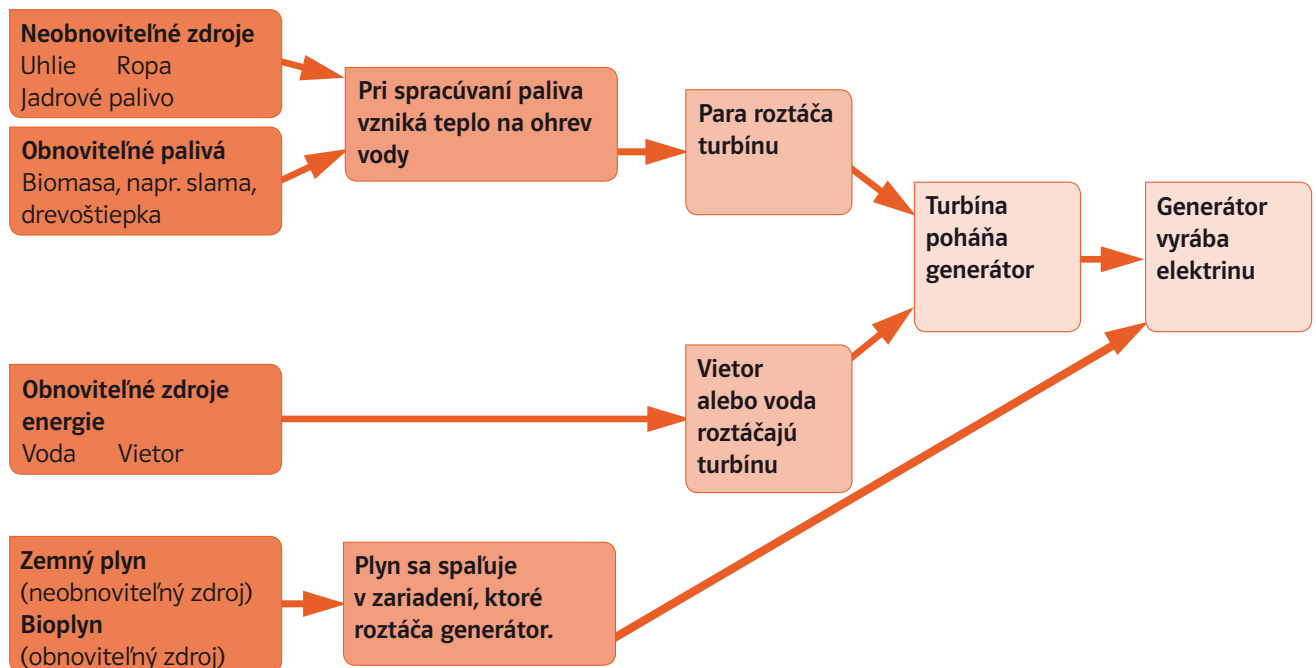 Neobnoviteľné zdroje
Uhlie Ropa
Jadrové palivo
Obnoviteľné palivá
Biomasa, napr. slama,
drevoštiepka
Pri spracúvaní paliva
vzniká teplo na ohrev
vody
Para roztáča
turbínu
Turbína
poháňa
generátor
Generátor
vyrába
elektrinu
Obnoviteľné zdroje
energie
Voda Vietor
Vietor
alebo voda
roztáčajú
turbínu
Zemný plyn
(neobnoviteľný zdroj)
Bioplyn
(obnoviteľný zdroj)
Plyn sa spaľuje
v zariadení, ktoré
roztáča generátor.